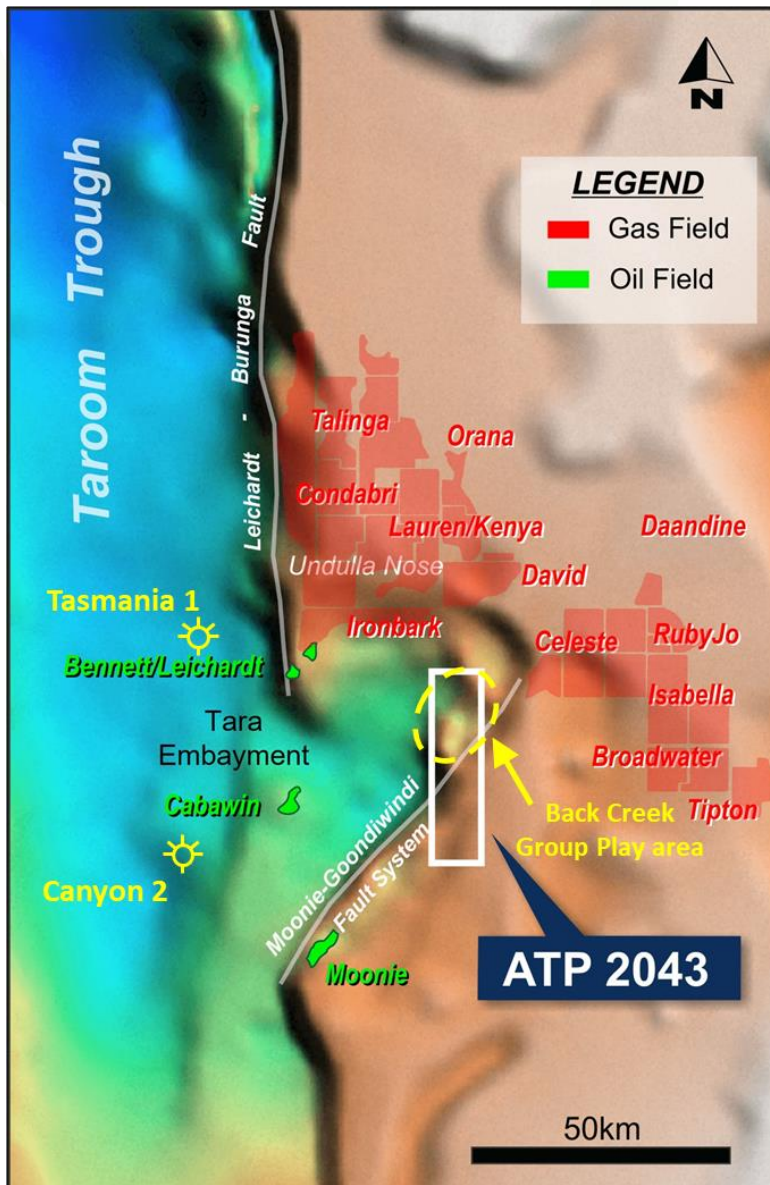 N
LEGEND
Gas Field
Oil Field
Taroom Trough
Leichardt - Burunga Fault
Talinga
Orana
Condabri
Lauren/Kenya
Daandine
Undulla Nose
David
Tasmania 1
Ironbark
Celeste
RubyJo
Bennett/Leichardt
Isabella
Tara
Embayment
Broadwater
Cabawin
Tipton
Back Creek
Group Play area
Moonie-Goondiwindi
Fault System
Canyon 2
ATP 2043
Moonie
50km